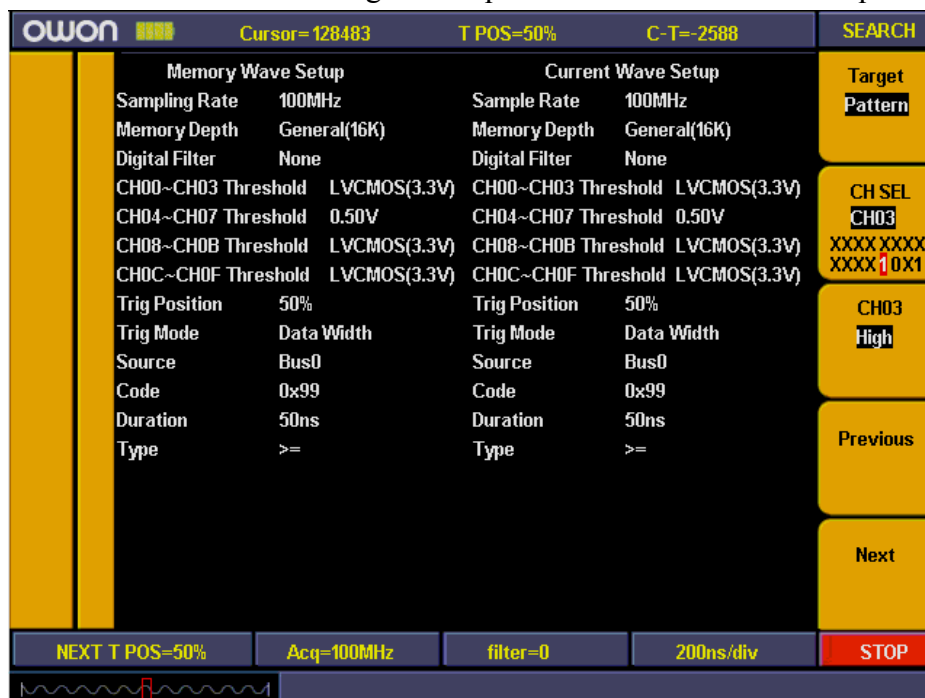 owon Cursor=128483 T POS=50% C-T=-2588 SEARCH
Memory Wave Setup Current Wave Setup
Sampling Rate 100MHz Sample Rate 100MHz
Memory Depth General(16K) Memory Depth General(16K)
Digital Filter None Digital Filter None
CH00~CH03 Threshold LVCMOS(3.3V) CH00~CH03 Threshold LVCMOS(3.3V)
CH04~CH07 Threshold 0.50V CH04~CH07 Threshold 0.50V
CH08~CH0B Threshold LVCMOS(3.3V) CH08~CH0B Threshold LVCMOS(3.3V)
CH0C~CH0F Threshold LVCMOS(3.3V) CH0C~CH0F Threshold LVCMOS(3.3V)
Trig Position 50% Trig Position 50%
Trig Mode Data Width Trig Mode Data Width
Source Bus0 Source Bus0
Code 0x99 Code 0x99
Duration 50ns Duration 50ns
Type >= Type >=
Target
Pattern
CH SEL
CH03
XXXX XXXX
XXXX 1 0X1
CH03
High
Previous
Next
NEXT T POS=50% Acq=100MHz filter=0 200ns/div STOP